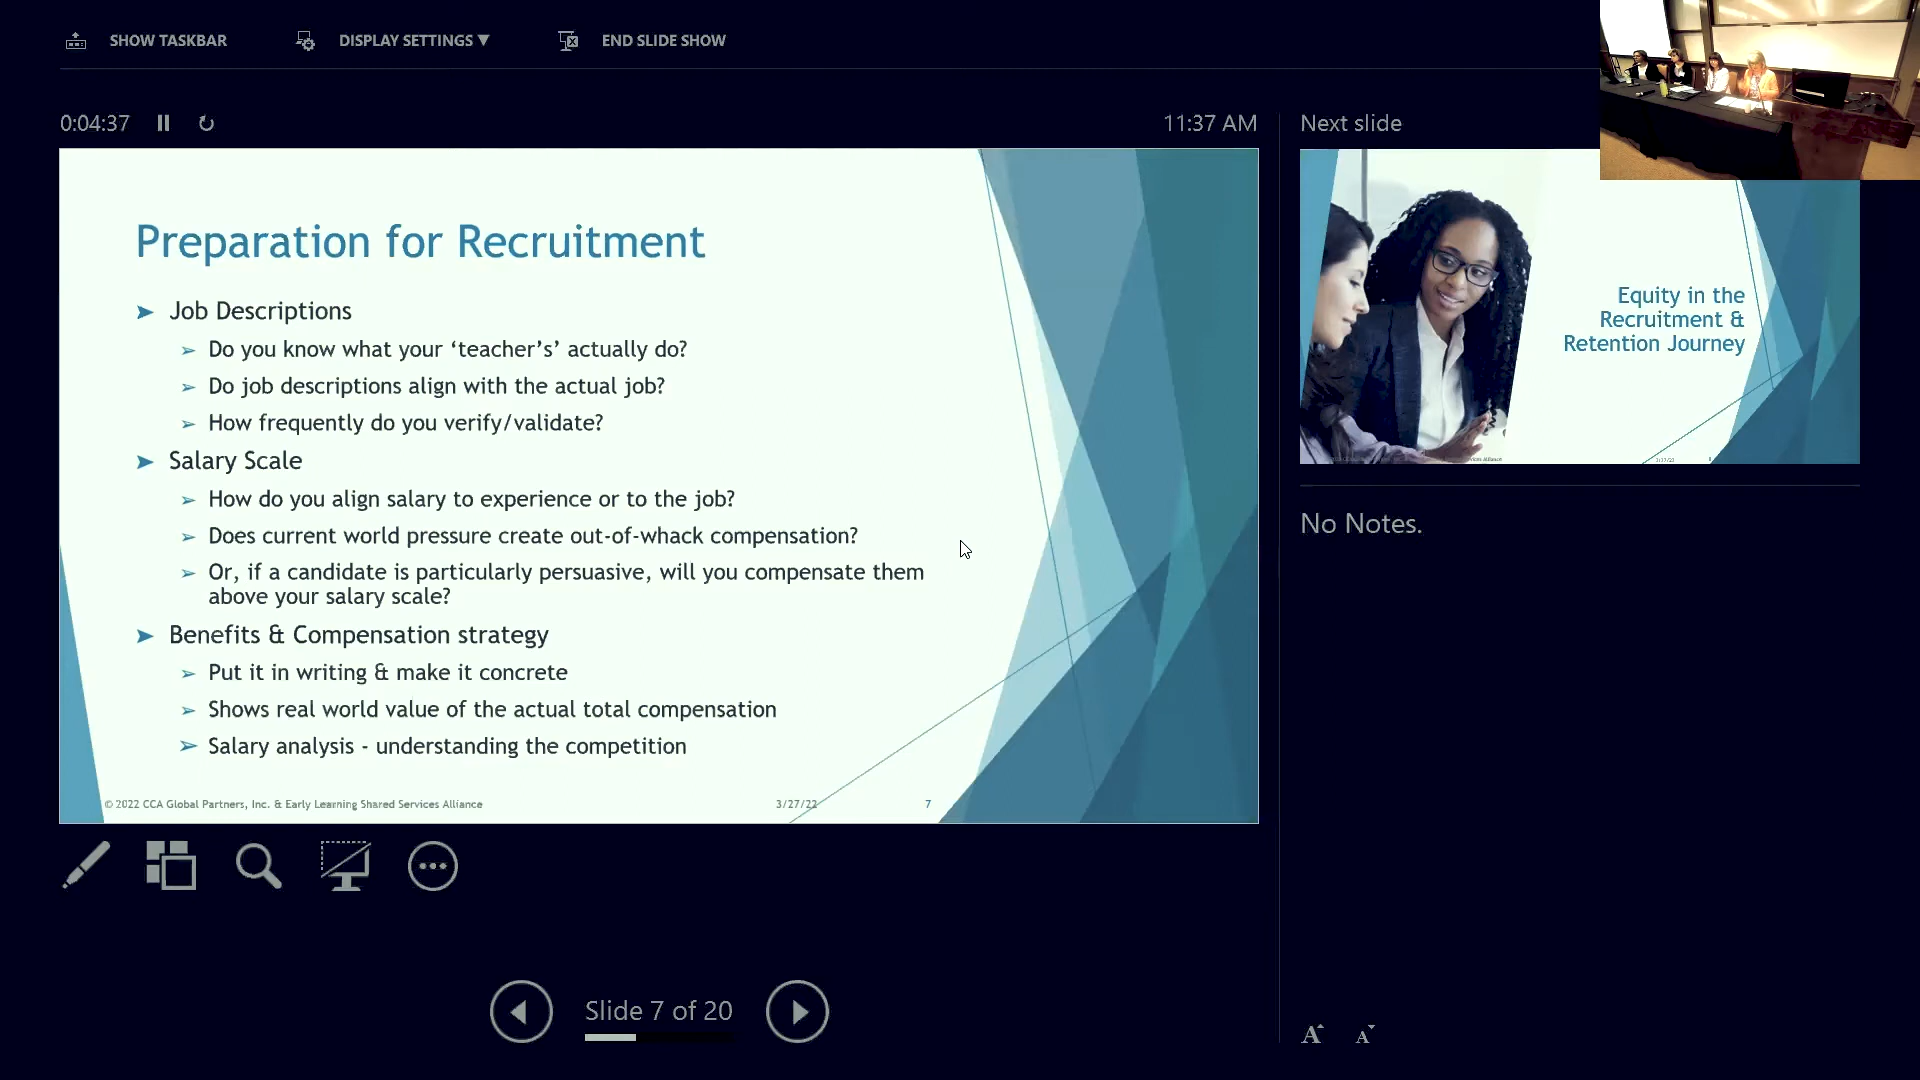 SHOW TASKBAR
DISPLAY SETTINGS ▼
END SLIDE SHOW
0:04:37
11:37 AM
Next slide
Preparation for Recruitment
Job Descriptions
Do you know what your ‘teacher’s’ actually do?
Do job descriptions align with the actual job?
How frequently do you verify/validate?
Salary Scale
How do you align salary to experience or to the job?
Does current world pressure create out-of-whack compensation?
Or, if a candidate is particularly persuasive, will you compensate them
above your salary scale?
Benefits & Compensation strategy
Put it in writing & make it concrete
Shows real world value of the actual total compensation
Salary analysis - understanding the competition
© 2022 CCA Global Partners, Inc. & Early Learning Shared Services Alliance
3/27/22
7
Equity in the
Recruitment &
Retention Journey
No Notes.
Slide 7 of 20
A A